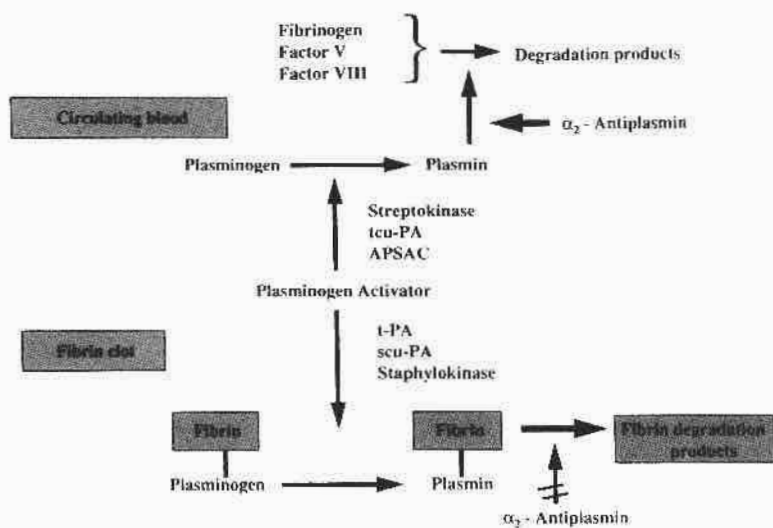 Fibrinogen
Factor V
Factor VIII
Degradation products
Circulating blood
α₂ - Antiplasmin
Plasminogen
Plasmin
Streptokinase
tcu-PA
APSAC
Plasminogen Activator
t-PA
scu-PA
Staphylokinase
Fibrin clot
Fibrin
Fibrin
Fibrin degradation
products
Plasminogen
Plasmin
α₂ - Antiplasmin